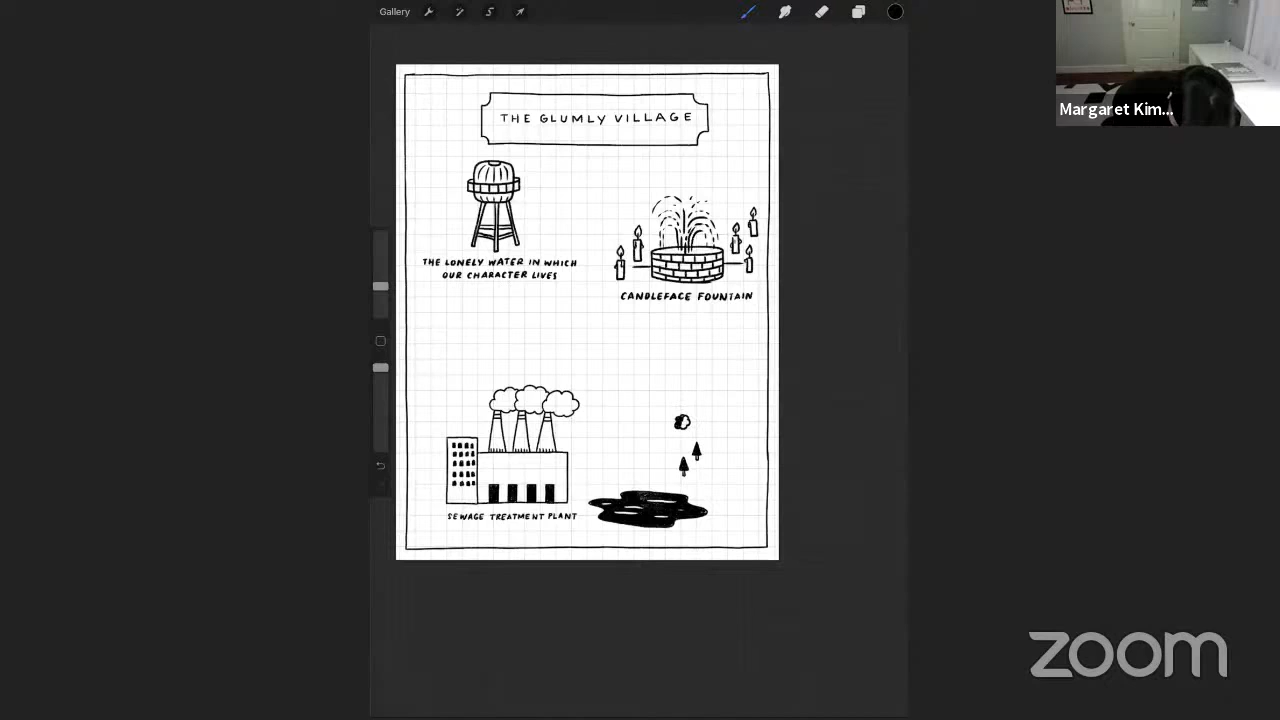 Gallery
Margaret Kim...
THE GLUMLY VILLAGE
THE LONELY WATER IN WHICH
OUR CHARACTER LIVES
CANDLEFACE FOUNTAIN
SEWAGE TREATMENT PLANT
zoom